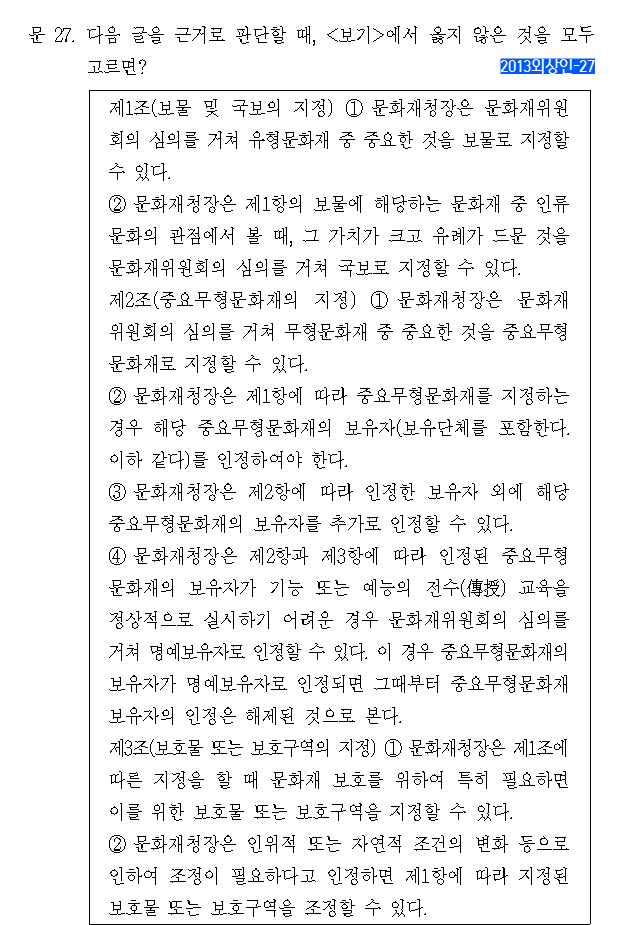 문 27. 다음 글을 근거로 판단할 때, <보기>에서 옳지 않은 것을 모두
고르면?
2013외상인-27
제1조(보물 및 국보의 지정) ① 문화재청장은 문화재위원
회의 심의를 거쳐 유형문화재 중 중요한 것을 보물로 지정할
수 있다.
② 문화재청장은 제1항의 보물에 해당하는 문화재 중 인류
문화의 관점에서 볼 때, 그 가치가 크고 유례가 드문 것을
문화재위원회의 심의를 거쳐 국보로 지정할 수 있다.
제2조(중요무형문화재의 지정) ① 문화재청장은 문화재
위원회의 심의를 거쳐 무형문화재 중 중요한 것을 중요무형
문화재로 지정할 수 있다.
② 문화재청장은 제1항에 따라 중요무형문화재를 지정하는
경우 해당 중요무형문화재의 보유자(보유단체를 포함한다.
이하 같다)를 인정하여야 한다.
③ 문화재청장은 제2항에 따라 인정한 보유자 외에 해당
중요무형문화재의 보유자를 추가로 인정할 수 있다.
④ 문화재청장은 제2항과 제3항에 따라 인정된 중요무형
문화재의 보유자가 기능 또는 예능의 전수(傳授) 교육을
정상적으로 실시하기 어려운 경우 문화재위원회의 심의를
거쳐 명예보유자로 인정할 수 있다. 이 경우 중요무형문화재의
보유자가 명예보유자로 인정되면 그때부터 중요무형문화재
보유자의 인정은 해제된 것으로 본다.
제3조(보호물 또는 보호구역의 지정) ① 문화재청장은 제1조에
따른 지정을 할 때 문화재 보호를 위하여 특히 필요하면
이를 위한 보호물 또는 보호구역을 지정할 수 있다.
② 문화재청장은 인위적 또는 자연적 조건의 변화 등으로
인하여 조정이 필요하다고 인정하면 제1항에 따라 지정된
보호물 또는 보호구역을 조정할 수 있다.